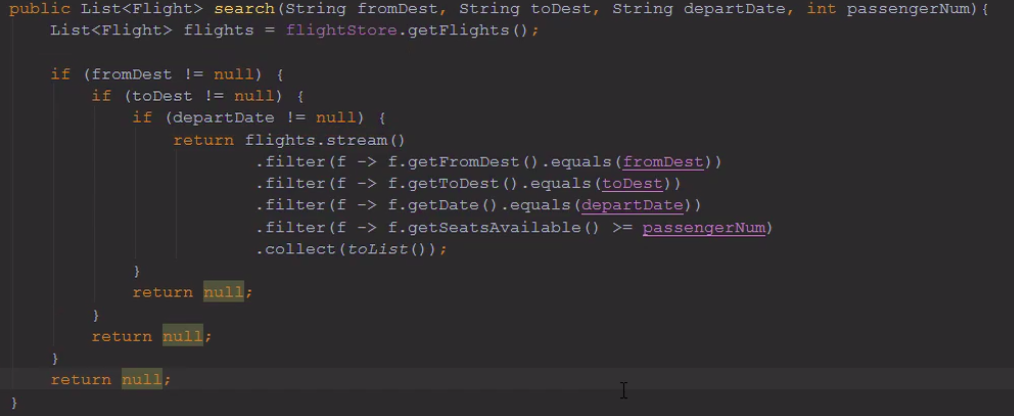 public List<Flight> search(String fromDest, String toDest, String departDate, int passengerNum){
    List<Flight> flights = flightStore.getFlights();
    if (fromDest != null) {
        if (toDest != null) {
            if (departDate != null) {
                return flights.stream()
                        .filter(f -> f.getFromDest().equals(fromDest))
                        .filter(f -> f.getToDest().equals(toDest))
                        .filter(f -> f.getDate().equals(departDate))
                        .filter(f -> f.getSeatsAvailable() >= passengerNum)
                        .collect(toList());
            }
            return null;
        }
        return null;
    }
    return null;
}